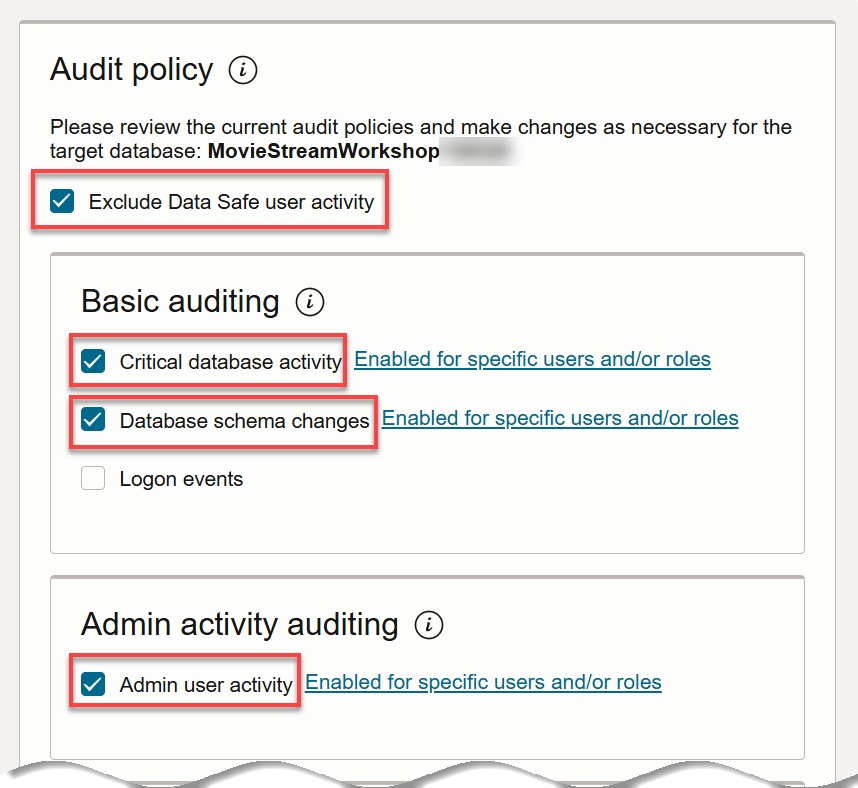 Audit policy
Please review the current audit policies and make changes as necessary for the
target database: MovieStreamWorkshop
Exclude Data Safe user activity
Basic auditing
Critical database activity Enabled for specific users and/or roles
Database schema changes Enabled for specific users and/or roles
Logon events
Admin activity auditing
Admin user activity Enabled for specific users and/or roles